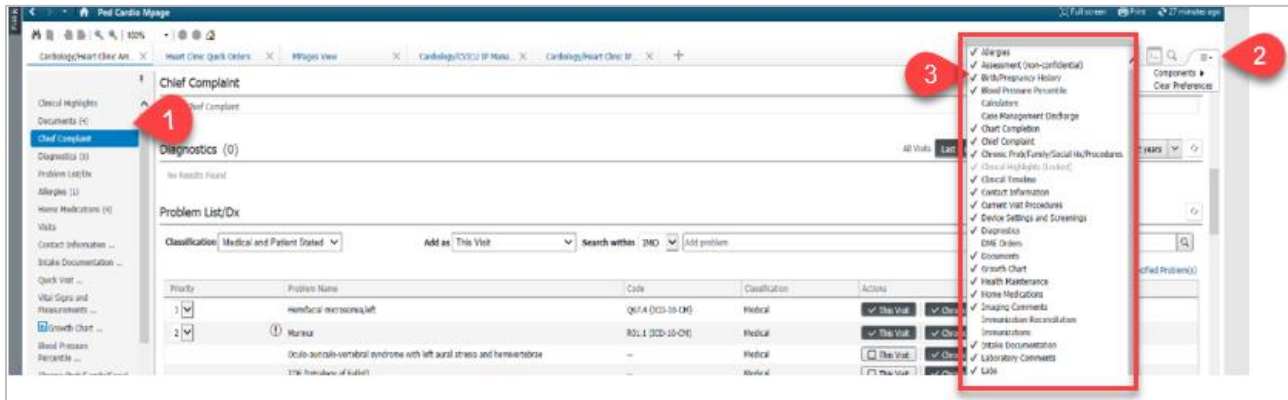 Ped Cardio Mpage
Full screen Print 27 minutes ago
100%
Cardiology/Heart Clinic Am...
Heart Clinic Quick Orders
MPages View
Cardiology/CVICU IP Manu...
Cardiology/Heart Clinic IP...
1
2
3
Components
Clear Preferences
Clinical Highlights
Documents (4)
Chief Complaint
Diagnostics (0)
Problem List/Dx
Allergies (1)
Home Medications (4)
Visits
Contact Information ...
Intake Documentation ...
Quick Visit ...
Vital Signs and
Measurements ...
Growth Chart ...
Blood Pressure
Percentile ...
Chief Complaint
Chief Complaint
Diagnostics (0)
All Visits Last
years
No Results Found
Problem List/Dx
Classification Medical and Patient Stated
Add as This Visit
Search within IMO Add problem
Priority Problem Name Code Classification Actions
1 Hemifacial microsomia,left Q67.4 (ICD-10-CM) Medical This Visit
2 Murmur R01.1 (ICD-10-CM) Medical This Visit
Oculo-auriculo-vertebral syndrome with left aural atresia and hemivertebrae -- Medical This Visit
Medical This Visit
Allergies
Assessment (non-confidential)
Birth/Pregnancy History
Blood Pressure Percentile
Calculators
Case Management Discharge
Chart Completion
Chief Complaint
Chronic Prob/Family/Social Hx/Procedures
Clinical Highlights (Locked)
Clinical Timeline
Contact Information
Current Visit Procedures
Device Settings and Screenings
Diagnostics
DME Orders
Documents
Growth Chart
Health Maintenance
Home Medications
Imaging Comments
Immunization Reconciliation
Immunizations
Intake Documentation
Laboratory Comments
Labs